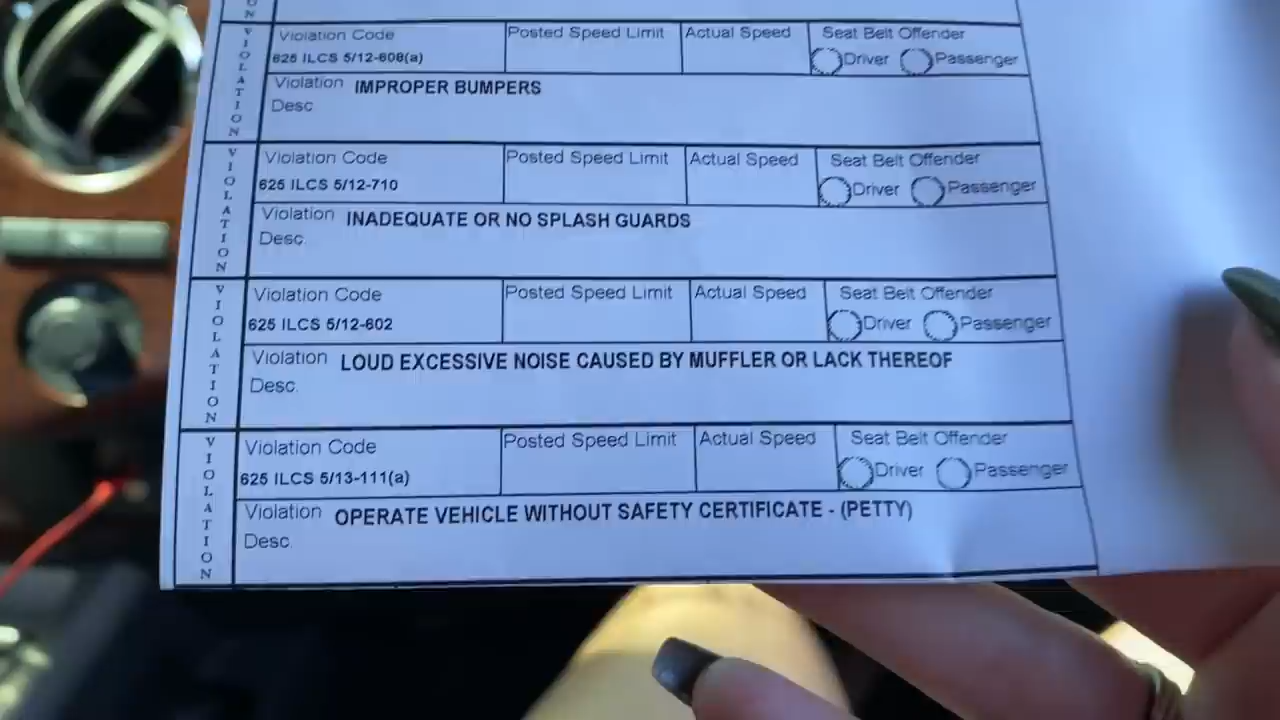 ON
VIOLATION
Violation Code
Posted Speed Limit
Actual Speed
Seat Belt Offender
625 ILCS 5/12-608(a)
Driver
Passenger
Violation Desc
IMPROPER BUMPERS
VIOLATION
Violation Code
Posted Speed Limit
Actual Speed
Seat Belt Offender
625 ILCS 5/12-710
Driver
Passenger
Violation Desc.
INADEQUATE OR NO SPLASH GUARDS
VIOLATION
Violation Code
Posted Speed Limit
Actual Speed
Seat Belt Offender
625 ILCS 5/12-602
Driver
Passenger
Violation Desc.
LOUD EXCESSIVE NOISE CAUSED BY MUFFLER OR LACK THEREOF
VIOLATION
Violation Code
Posted Speed Limit
Actual Speed
Seat Belt Offender
625 ILCS 5/13-111(a)
Driver
Passenger
Violation Desc.
OPERATE VEHICLE WITHOUT SAFETY CERTIFICATE - (PETTY)